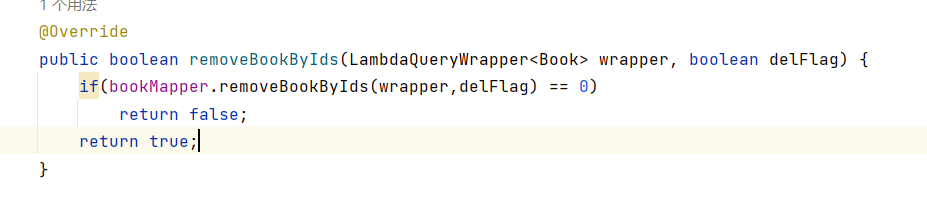 1 个用法
@Override
public boolean removeBookByIds(LambdaQueryWrapper<Book> wrapper, boolean delFlag) {
if(bookMapper.removeBookByIds(wrapper,delFlag) == 0)
return false;
return true;
}